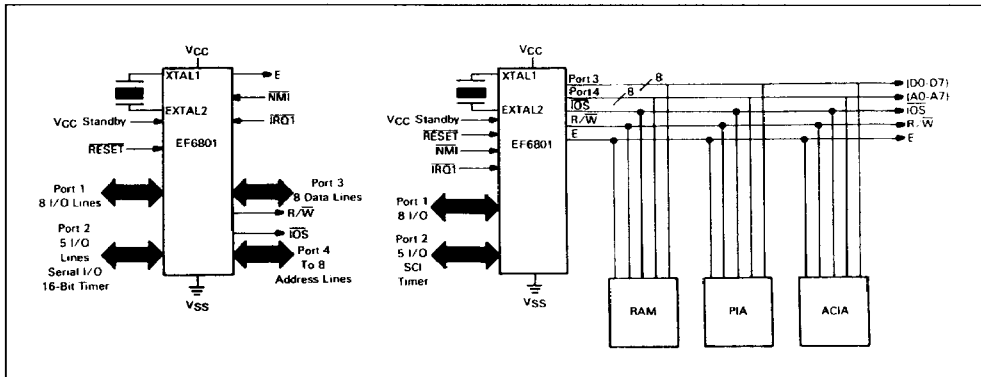 VCC
XTAL1
EXTAL2
VCC Standby
RESET
EF6801
E
NMI
IRQ1
Port 1
8 I/O Lines
Port 2
5 I/O
Lines
Serial I/O
16-Bit Timer
Port 3
8 Data Lines
R/W
IOS
Port 4
To 8
Address Lines
VSS
VCC
XTAL1
EXTAL2
VCC Standby
RESET
NMI
IRQ1
EF6801
Port 3
8
Port 4
8
IOS
R/W
E
Port 1
8 I/O
Port 2
5 I/O
SCI
Timer
VSS
(D0-D7)
(A0-A7)
IOS
R/W
E
RAM
PIA
ACIA